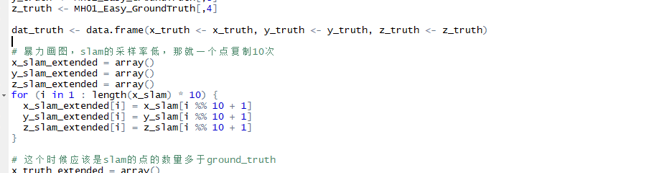 z_truth <- MH01_Easy_GroundTruth[,4]
dat_truth <- data.frame(x_truth <- x_truth, y_truth <- y_truth, z_truth <- z_truth)
# 暴力画图，slam的采样率低，那就一个点复制10次
x_slam_extended = array()
y_slam_extended = array()
z_slam_extended = array()
for (i in 1 : length(x_slam) * 10) {
x_slam_extended[i] = x_slam[i %% 10 + 1]
y_slam_extended[i] = y_slam[i %% 10 + 1]
z_slam_extended[i] = z_slam[i %% 10 + 1]
}
# 这个时候应该是slam的点的数量多于ground_truth
x_truth_extended = array()